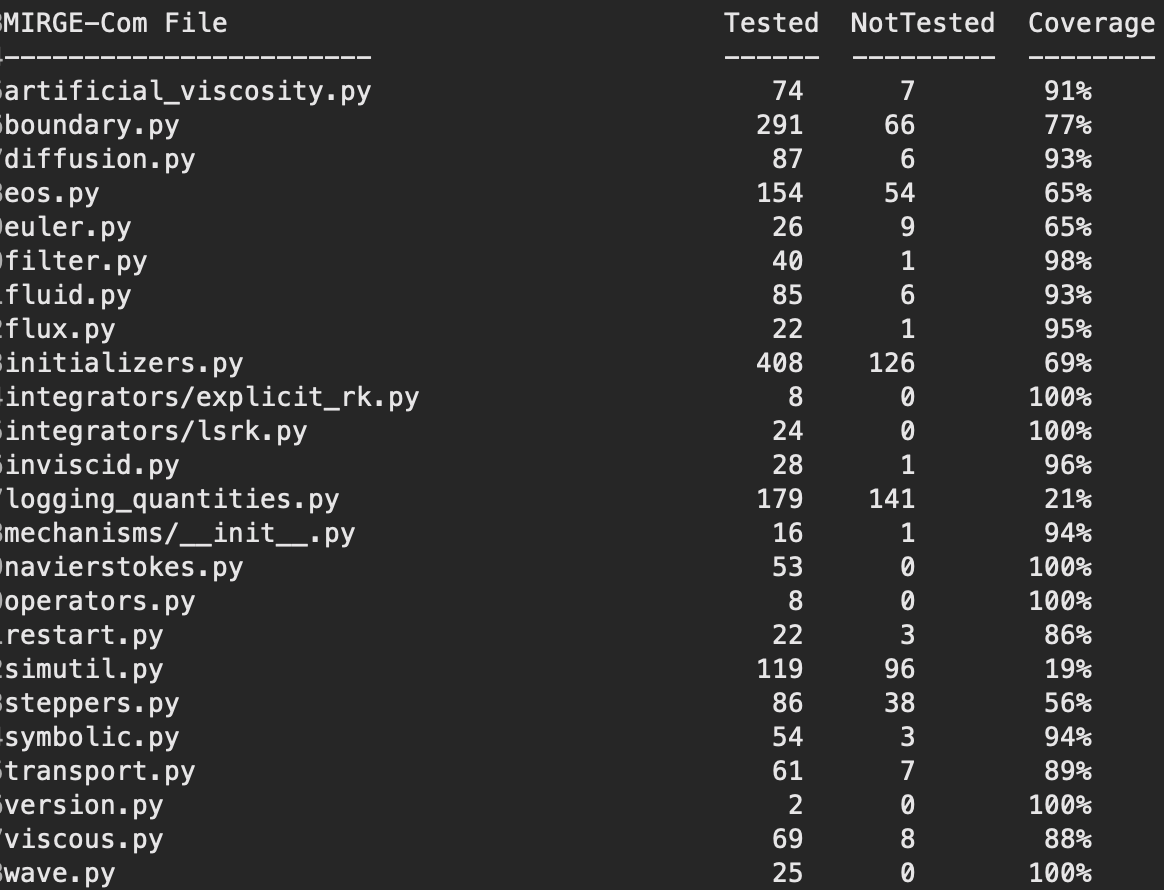 MIRGE-Com File Tested NotTested Coverage
----------------------- ------ --------- --------
artificial_viscosity.py 74 7 91%
boundary.py 291 66 77%
diffusion.py 87 6 93%
eos.py 154 54 65%
euler.py 26 9 65%
filter.py 40 1 98%
fluid.py 85 6 93%
flux.py 22 1 95%
initializers.py 408 126 69%
integrators/explicit_rk.py 8 0 100%
integrators/lsrk.py 24 0 100%
inviscid.py 28 1 96%
logging_quantities.py 179 141 21%
mechanisms/__init__.py 16 1 94%
navierstokes.py 53 0 100%
operators.py 8 0 100%
restart.py 22 3 86%
simutil.py 119 96 19%
steppers.py 86 38 56%
symbolic.py 54 3 94%
transport.py 61 7 89%
version.py 2 0 100%
viscous.py 69 8 88%
wave.py 25 0 100%